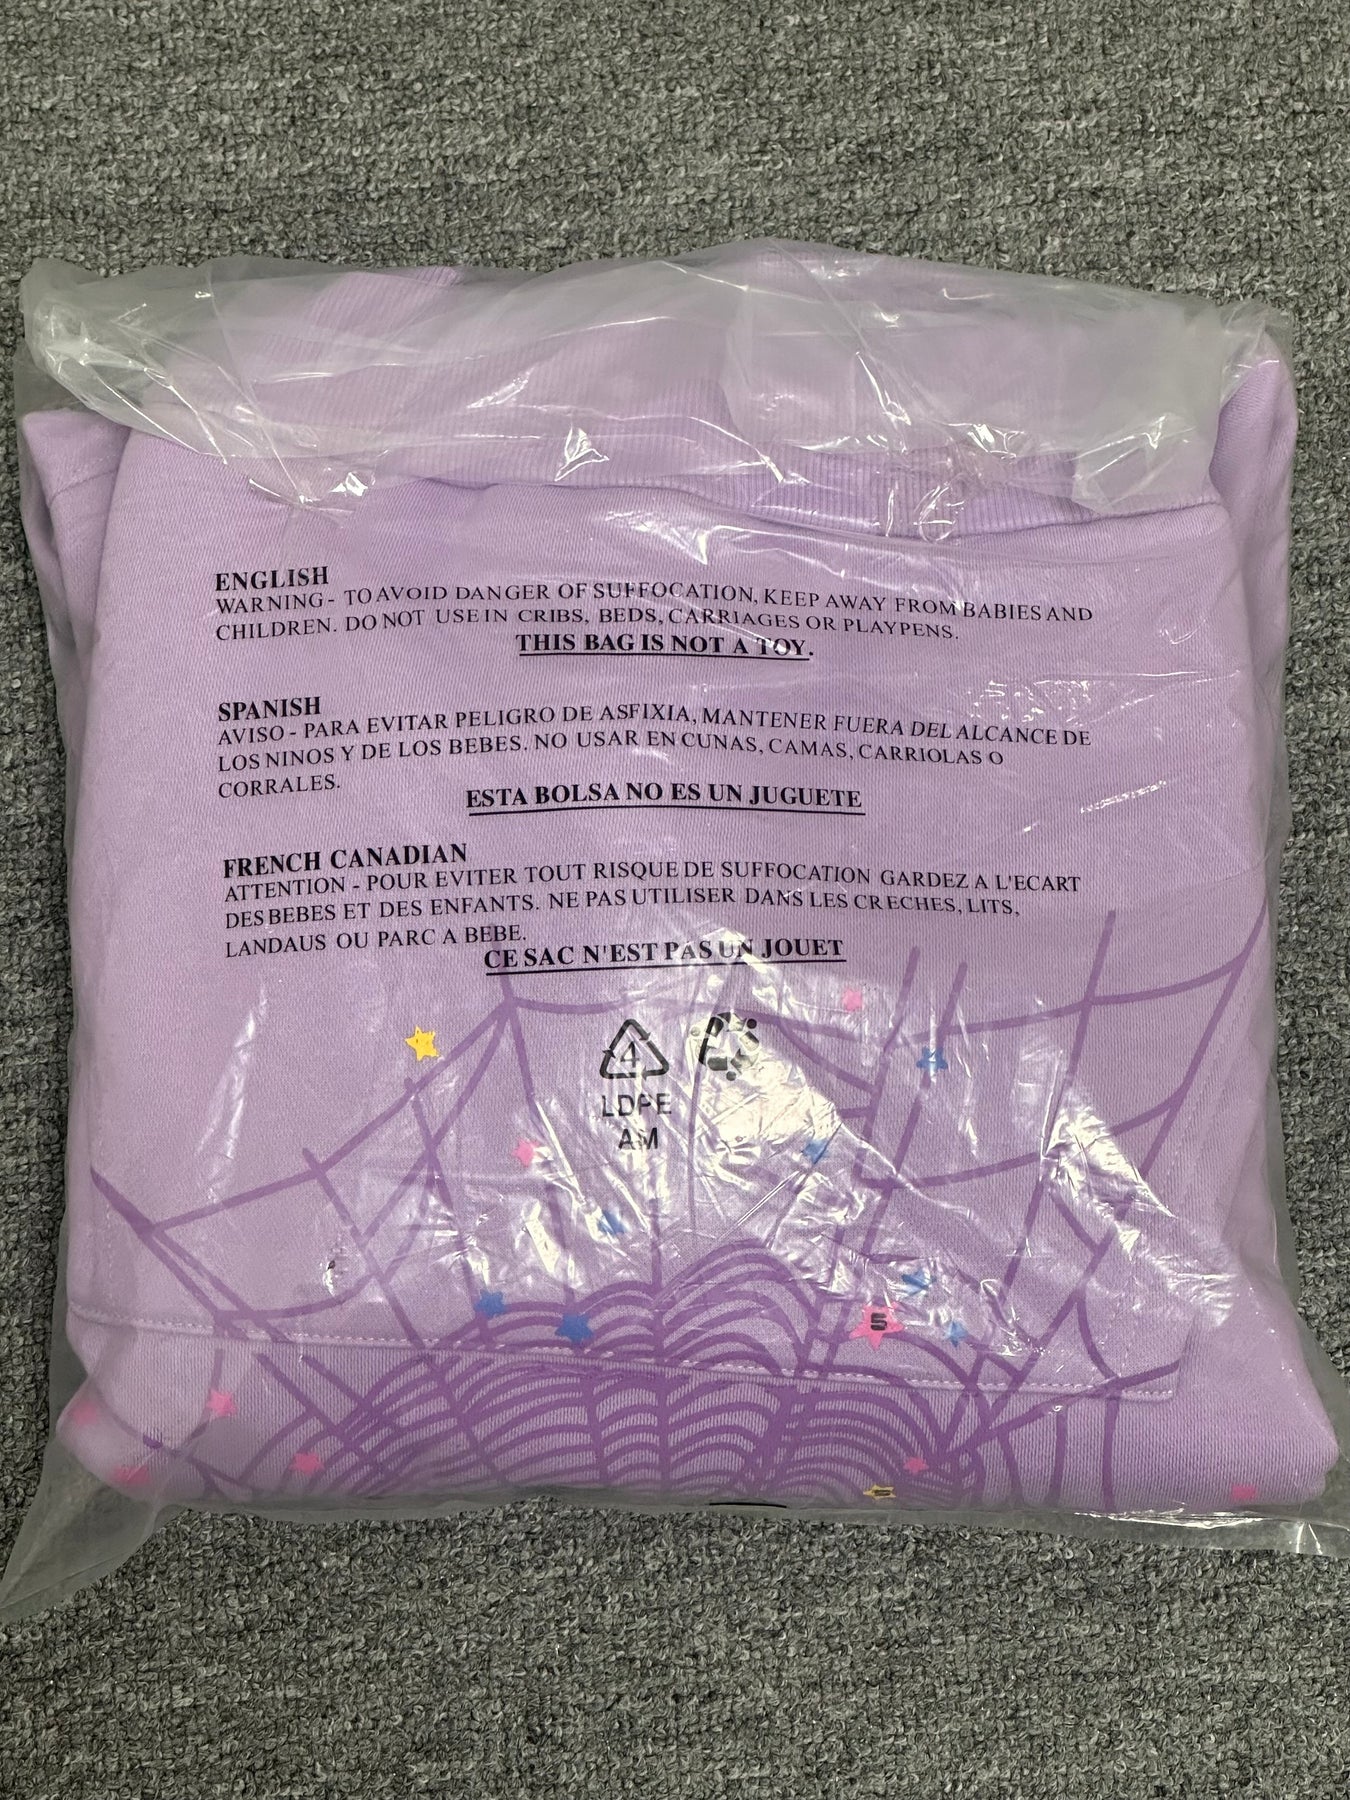 ENGLISH
WARNING- TO AVOID DANGER OF SUFFOCATION, KEEP AWAY FROM BABIES AND
CHILDREN. DO NOT USE IN CRIBS, BEDS, CARRIAGES OR PLAYPENS.
THIS BAG IS NOT A TOY.
SPANISH
AVISO - PARA EVITAR PELIGRO DE ASFIXIA, MANTENER FUERA DEL ALCANCE DE
LOS NINOS Y DE LOS BEBES. NO USAR EN CUNAS, CAMAS, CARRIOLAS O
CORRALES.
ESTA BOLSA NO ES UN JUGUETE
FRENCH CANADIAN
ATTENTION - POUR EVITER TOUT RISQUE DE SUFFOCATION GARDEZ A L'ECART
DES BEBES ET DES ENFANTS. NE PAS UTILISER DANS LES CRECHES, LITS,
LANDAUS OU PARC A BEBE.
CE SAC N'EST PAS UN JOUET
4
LDPE
AM
5